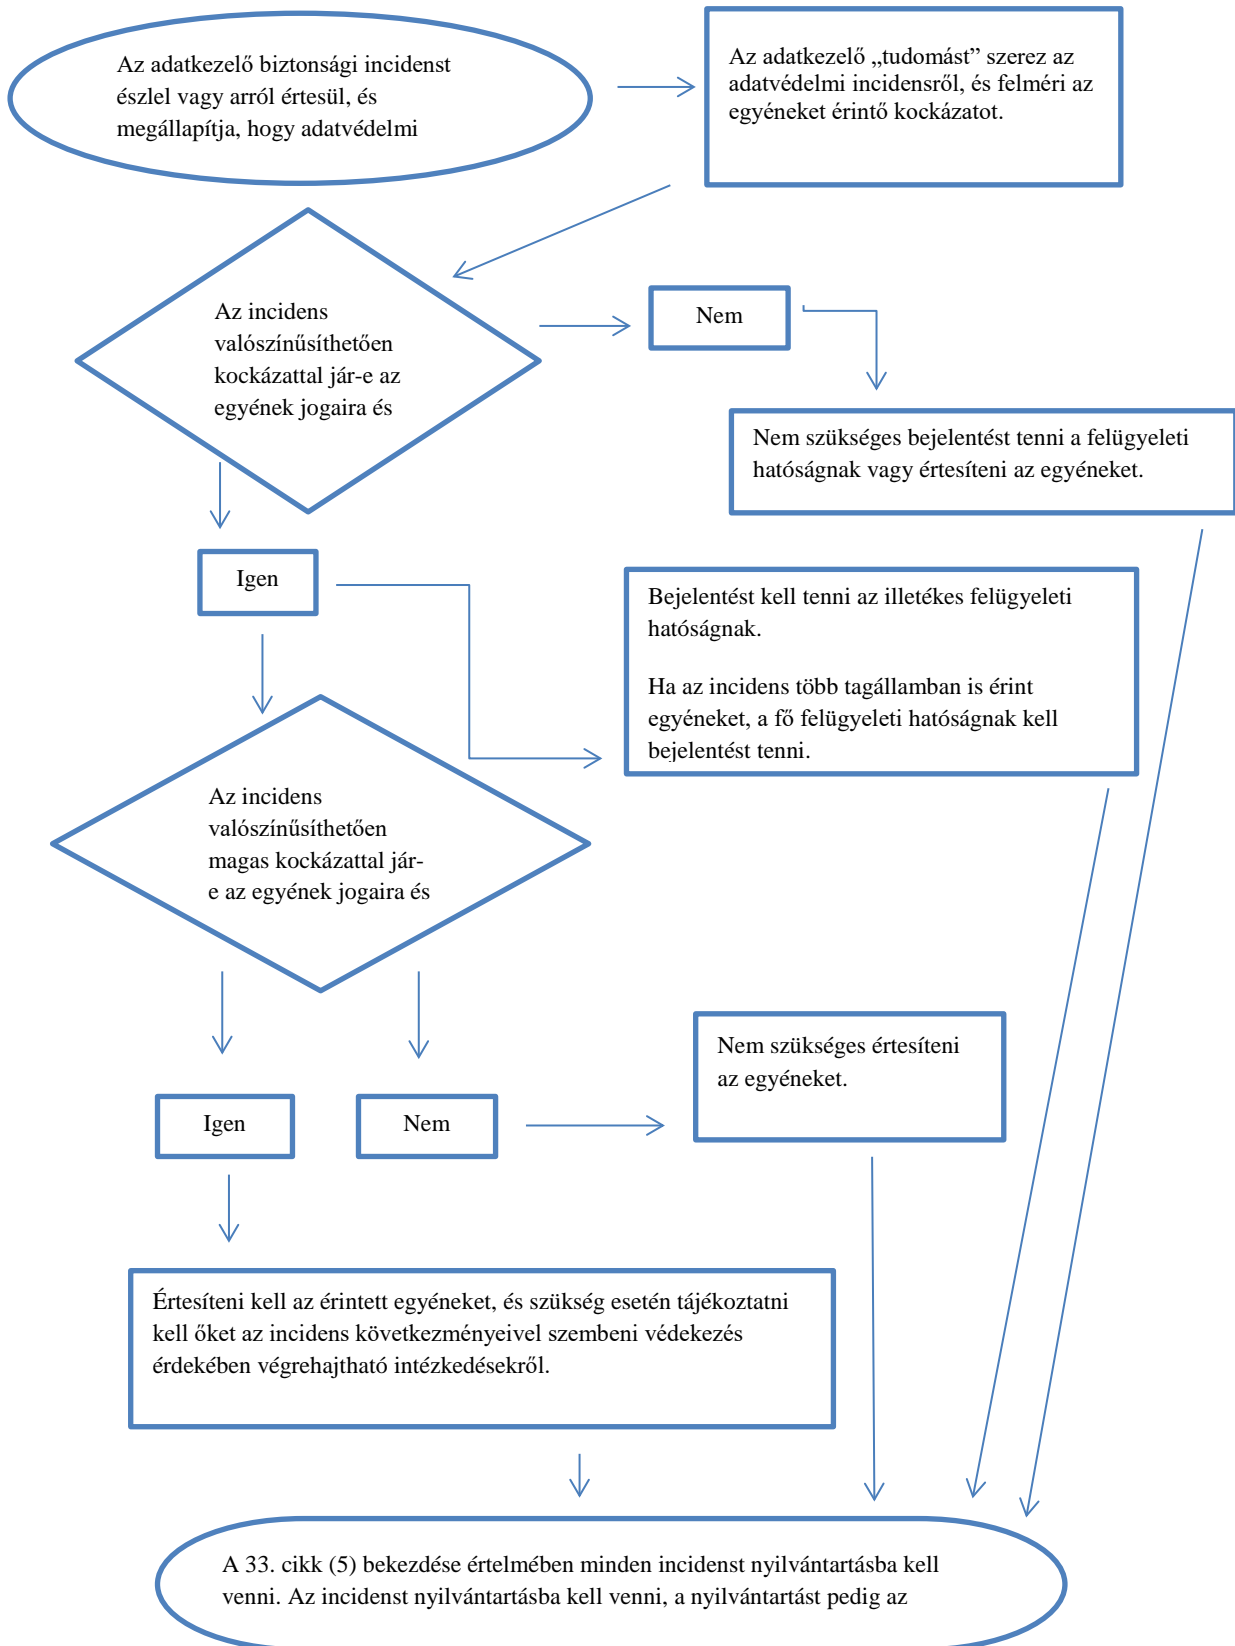 Az adatkezelő biztonsági incidenst
észlel vagy arról értesül, és
megállapítja, hogy adatvédelmi
Az adatkezelő „tudomást” szerez az
adatvédelmi incidensről, és felméri az
egyéneket érintő kockázatot.
Az incidens
valószínűsíthetően
kockázattal jár-e az
egyének jogaira és
Nem
Nem szükséges bejelentést tenni a felügyeleti
hatóságnak vagy értesíteni az egyéneket.
Igen
Bejelentést kell tenni az illetékes felügyeleti
hatóságnak.
Ha az incidens több tagállamban is érint
egyéneket, a fő felügyeleti hatóságnak kell
bejelentést tenni.
Az incidens
valószínűsíthetően
magas kockázattal jár-
e az egyének jogaira és
Nem szükséges értesíteni
az egyéneket.
Igen
Nem
Értesíteni kell az érintett egyéneket, és szükség esetén tájékoztatni
kell őket az incidens következményeivel szembeni védekezés
érdekében végrehajtható intézkedésekről.
A 33. cikk (5) bekezdése értelmében minden incidenst nyilvántartásba kell
venni. Az incidenst nyilvántartásba kell venni, a nyilvántartást pedig az